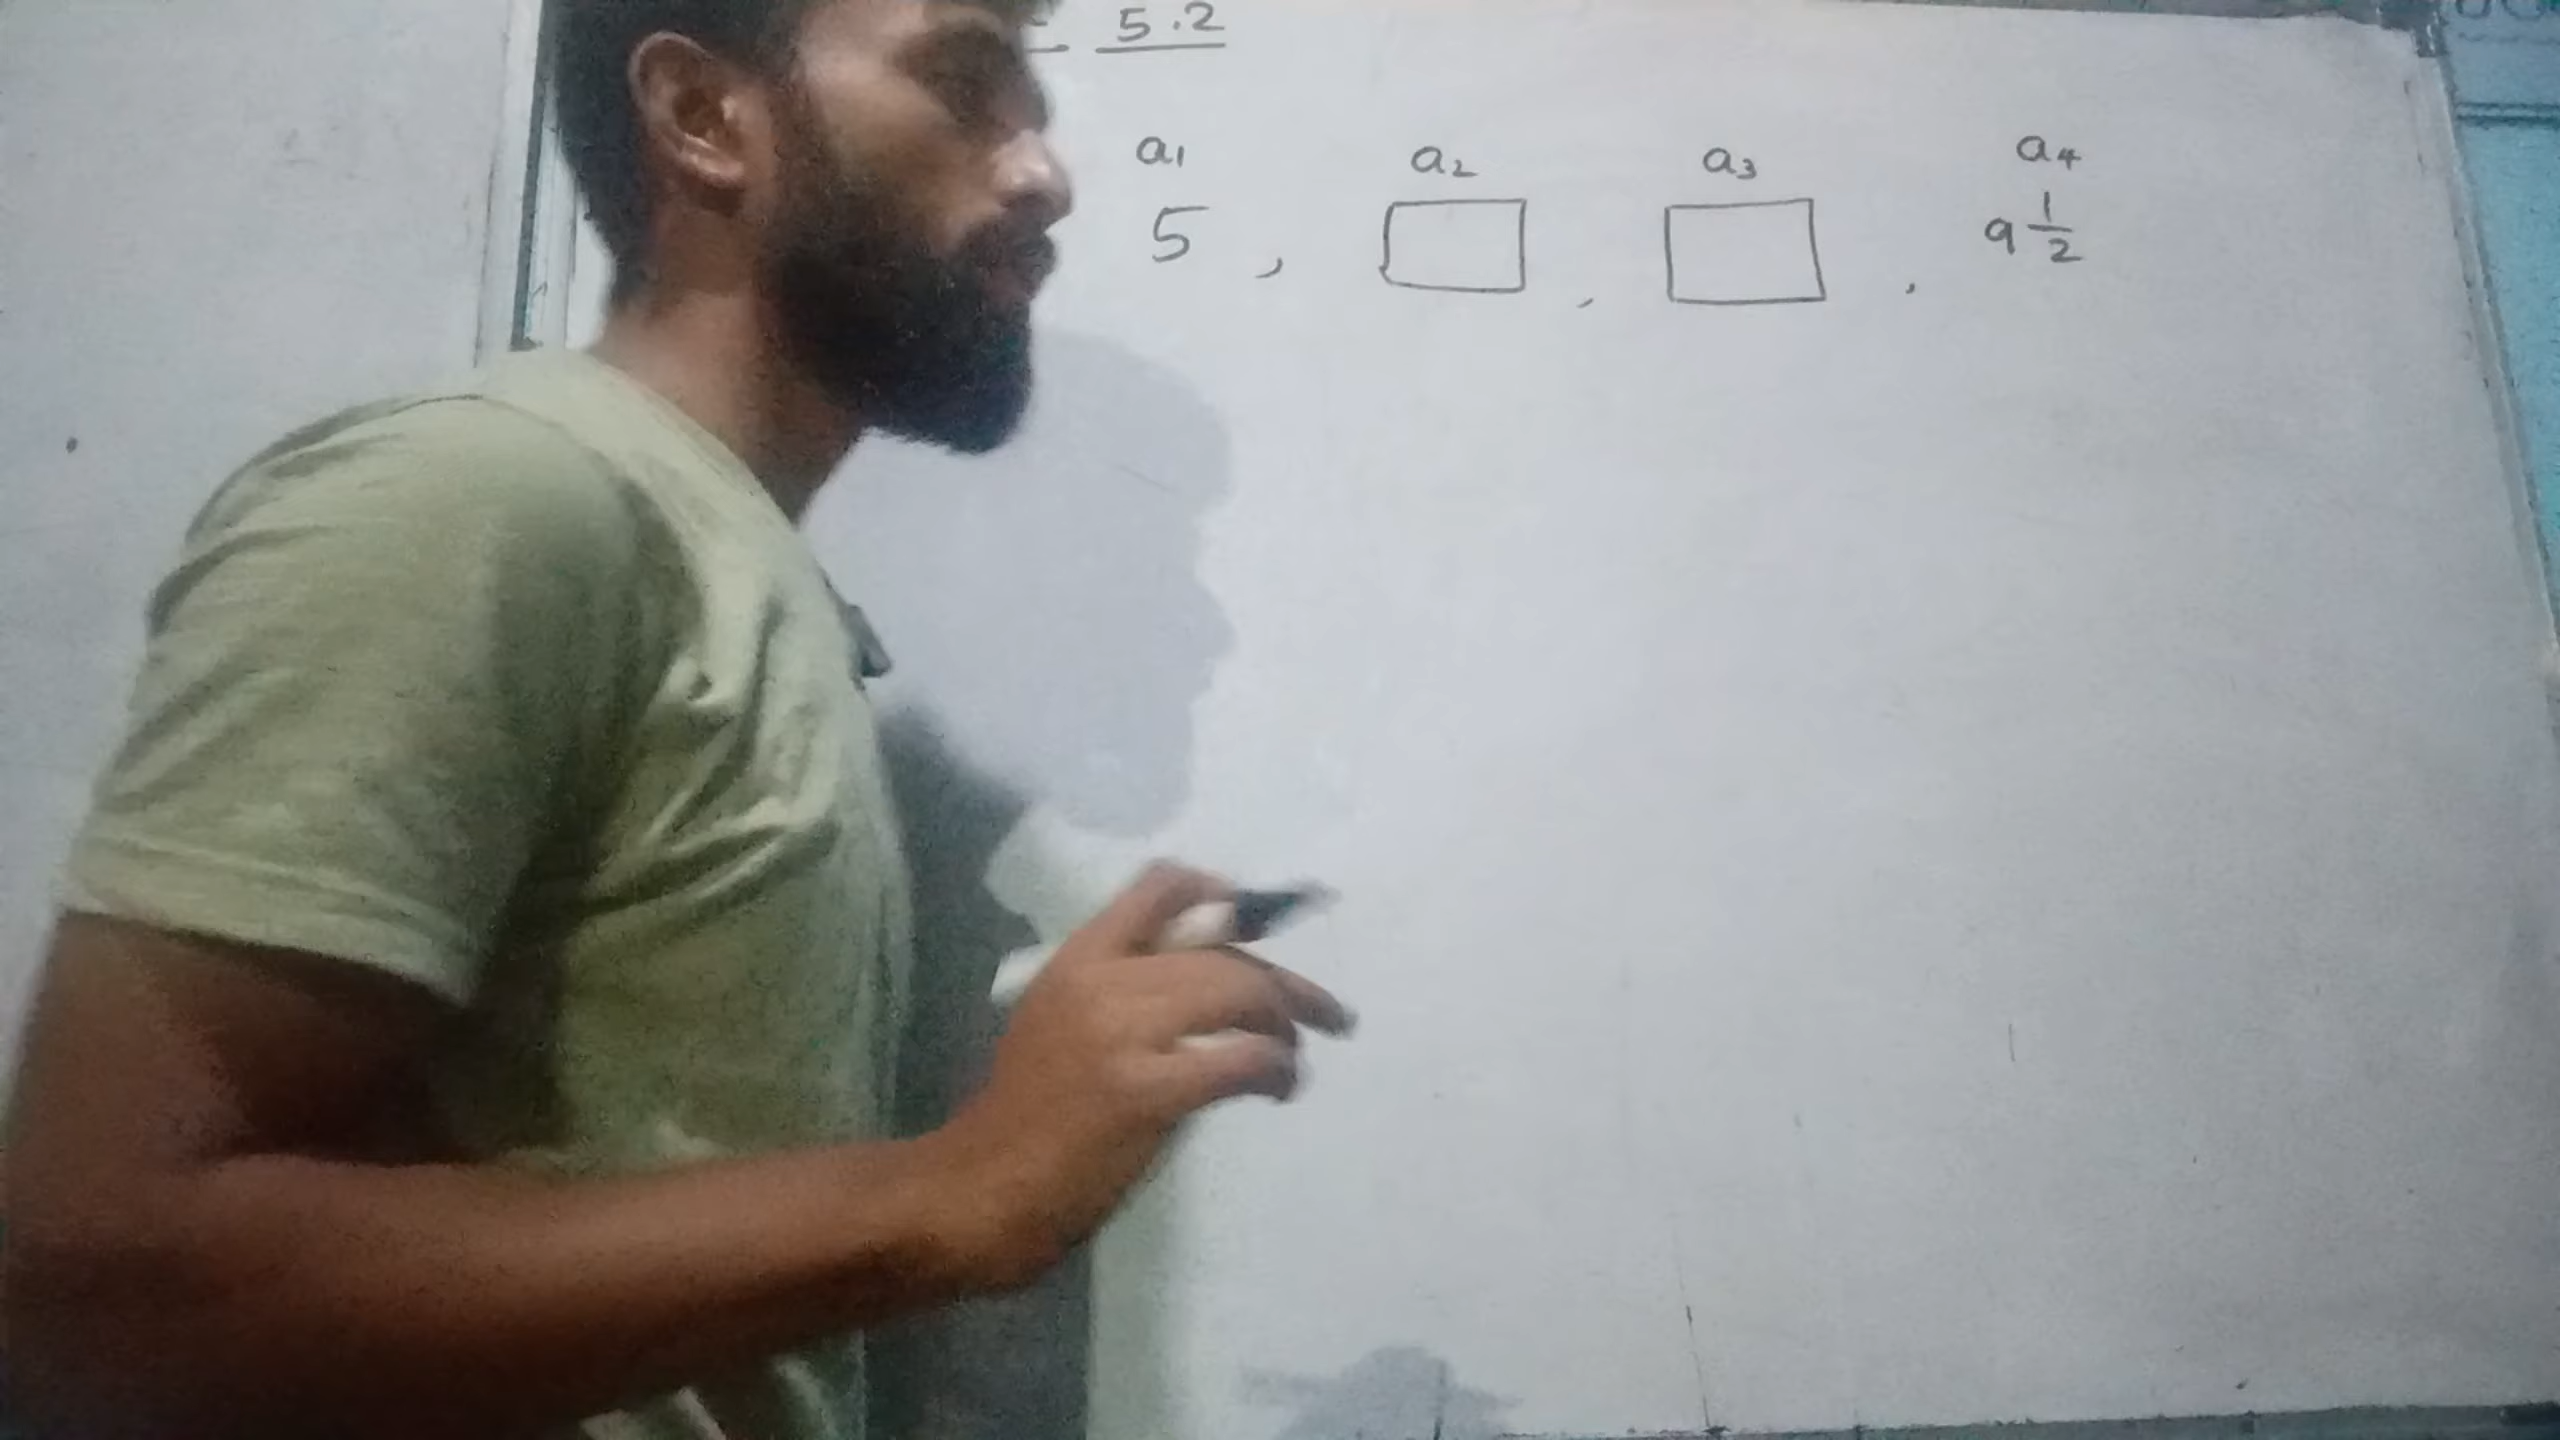 5.2
a₁ a₂ a₃ a₄
5 , , , 9 1/2